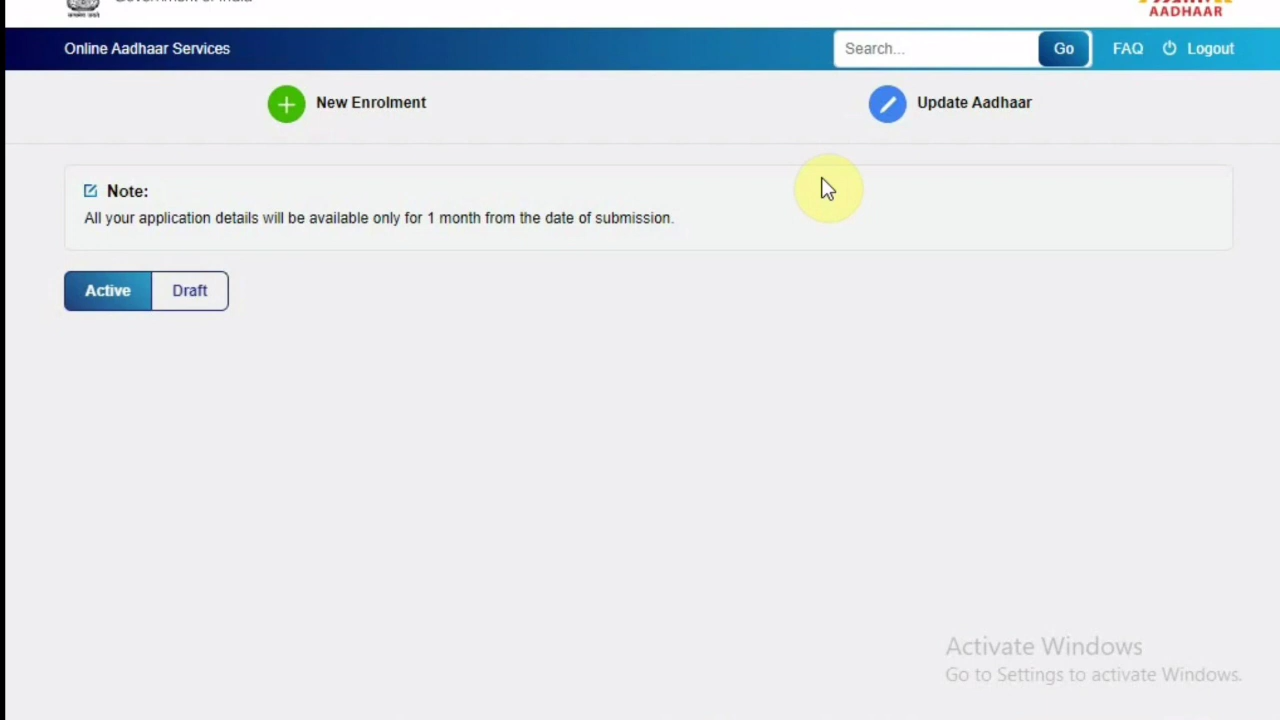 Government of India
AADHAAR
Online Aadhaar Services
Search...
Go
FAQ
Logout
New Enrolment
Update Aadhaar
Note:
All your application details will be available only for 1 month from the date of submission.
Active
Draft
Activate Windows
Go to Settings to activate Windows.